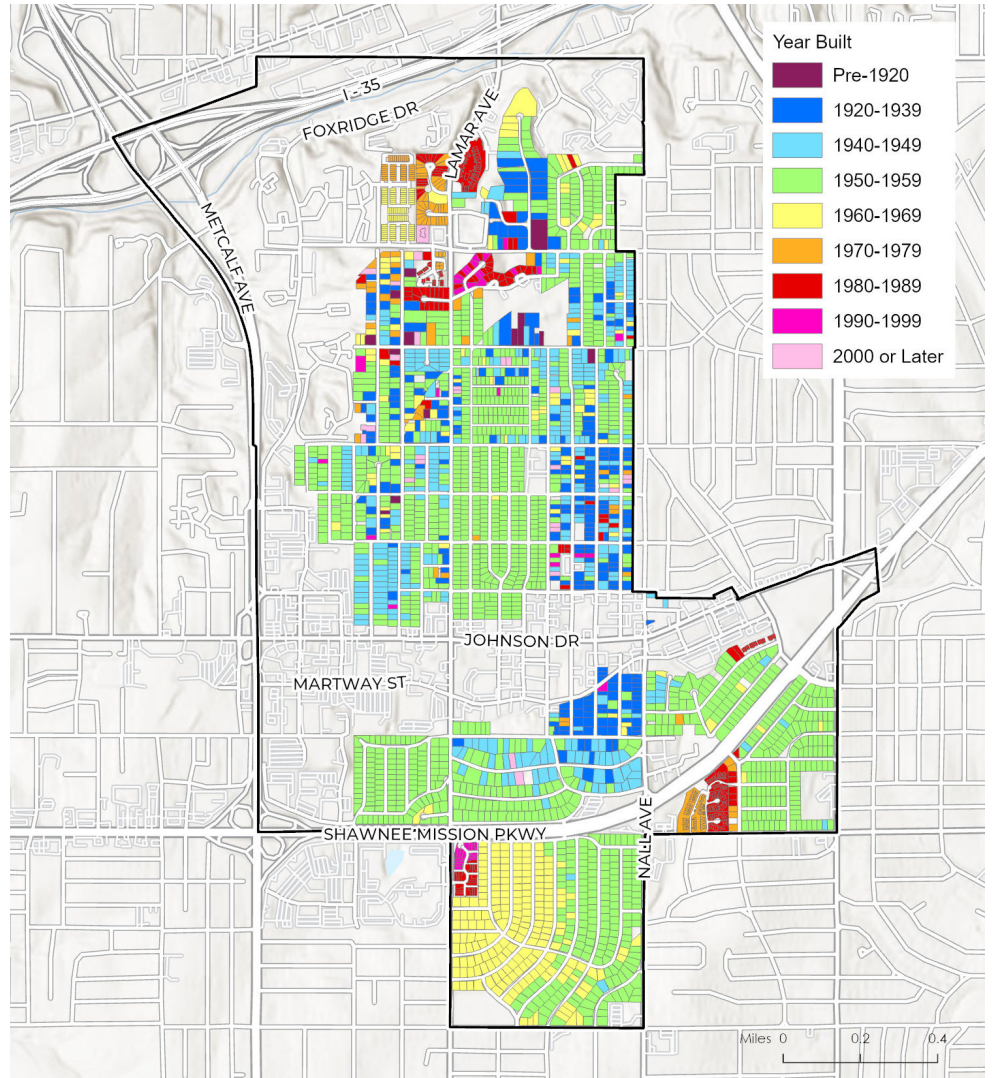 Year Built
Pre-1920
1920-1939
1940-1949
1950-1959
1960-1969
1970-1979
1980-1989
1990-1999
2000 or Later
I - 35
FOXRIDGE DR
LAMAR AVE
METCALF AVE
JOHNSON DR
MARTWAY ST
NALL AVE
SHAWNEE MISSION PKWY
Miles 0 0.2 0.4